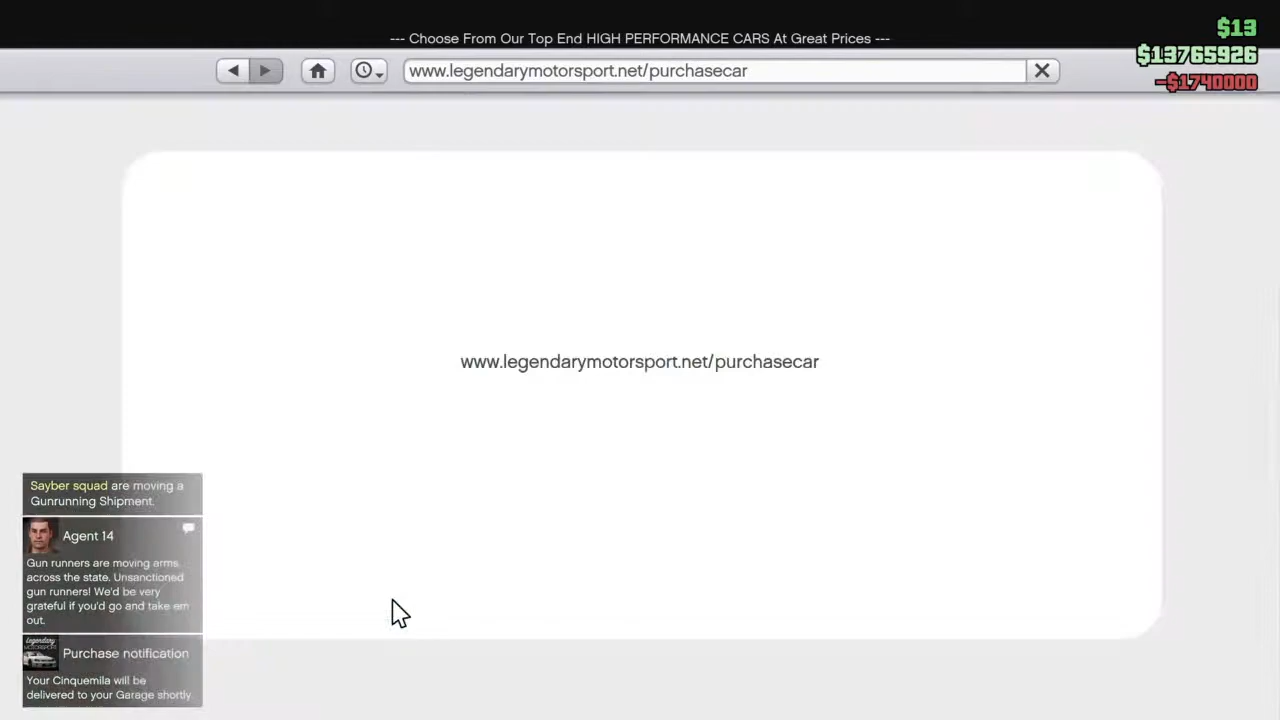 --- Choose From Our Top End HIGH PERFORMANCE CARS At Great Prices ---
$13
$13765926
-$1740000
www.legendarymotorsport.net/purchasecar
www.legendarymotorsport.net/purchasecar
Sayber squad are moving a
Gunrunning Shipment.
Agent 14
Gun runners are moving arms
across the state. Unsanctioned
gun runners! We'd be very
grateful if you'd go and take em
out.
Legendary
MOTORSPORT
Purchase notification
Your Cinquemila will be
delivered to your Garage shortly